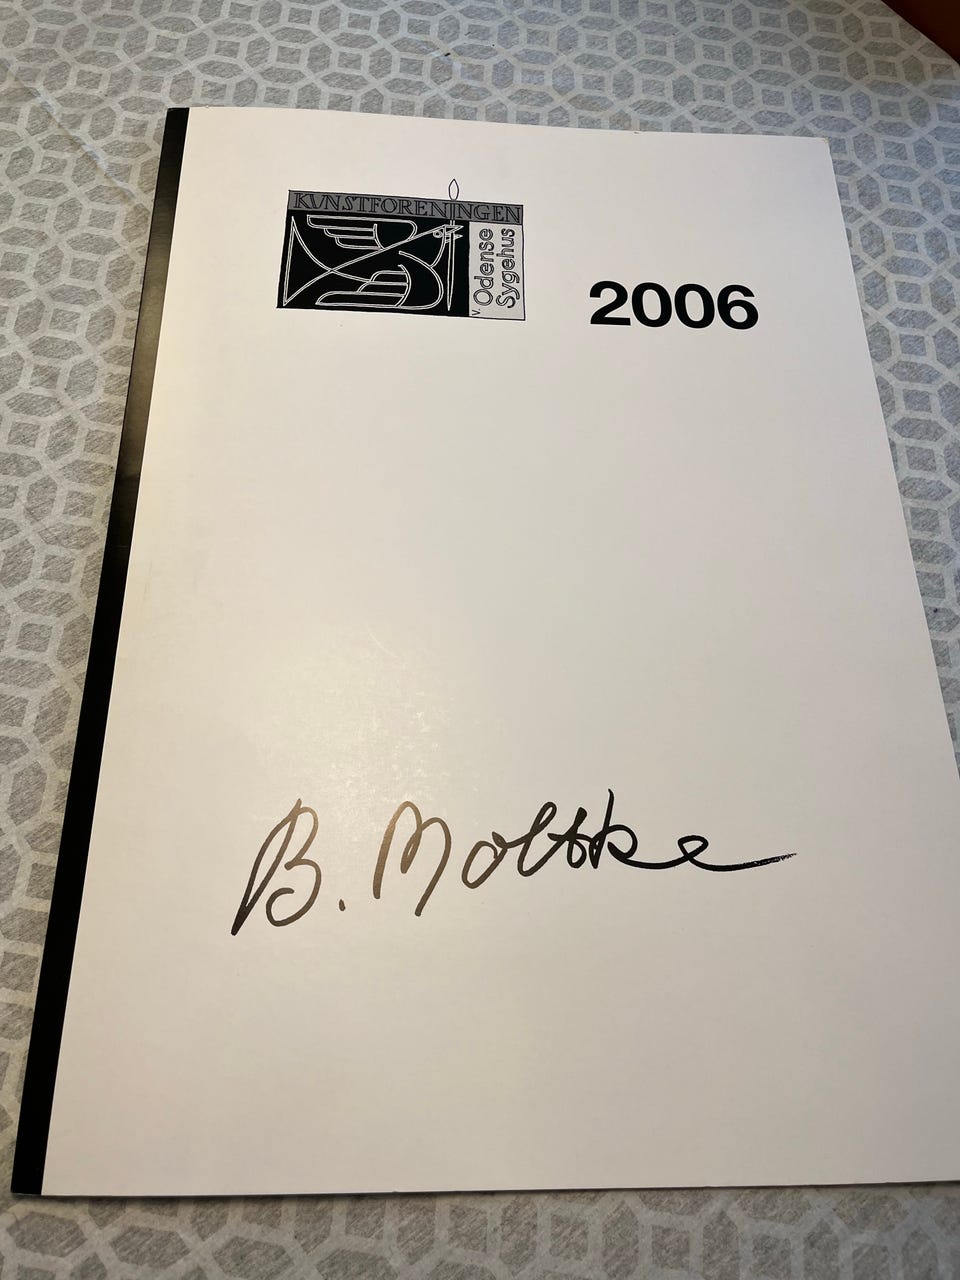 KUNSTFORENINGEN
v. Odense
Sygehus
2006
B. Moltke